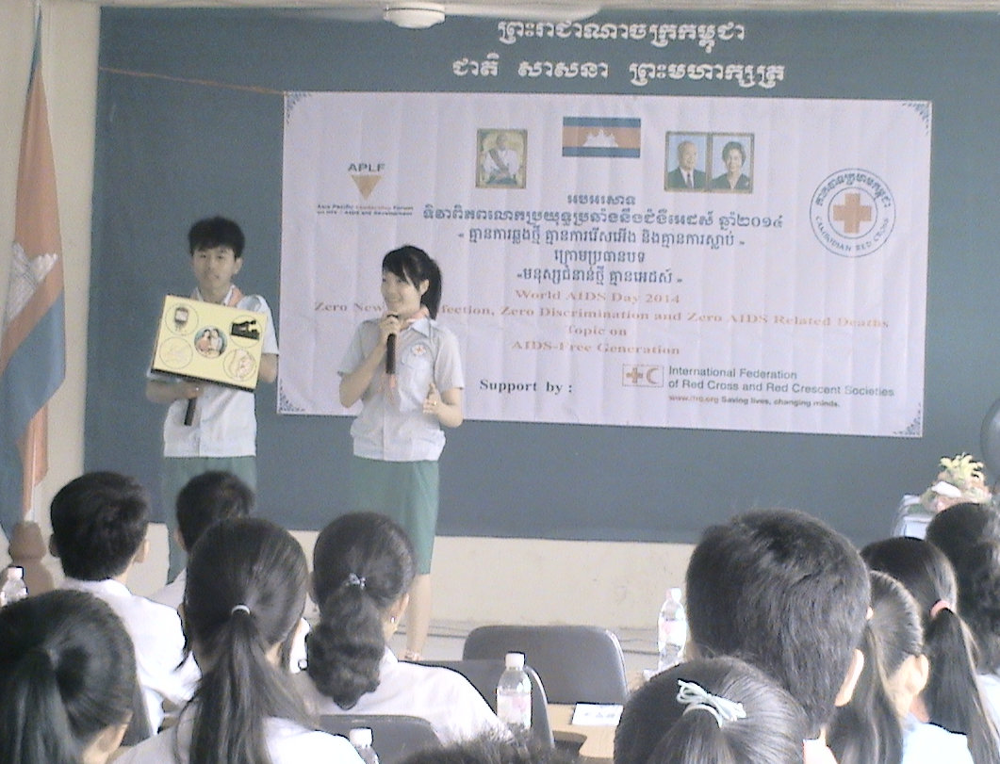 ព្រះរាជាណាចក្រកម្ពុជា
ជាតិ សាសនា ព្រះមហាក្សត្រ
APLF
Asia Pacific Leadership Forum
on HIV / AIDS and Development
អបអរសាទ
ទិវាពិភពលោកប្រយុទ្ធប្រឆាំងនឹងជំងឺអេដស៍ ឆ្នាំ២០១៤
« គ្មានការឆ្លងថ្មី គ្មានការរើសអើង និងគ្មានការស្លាប់ »
ក្រោមប្រធានបទ
«មនុស្សជំនាន់ថ្មី គ្មានអេដស៍ »
World AIDS Day 2014
Zero New Infection, Zero Discrimination and Zero AIDS Related Deaths
Topic on
AIDS-Free Generation
Support by :
International Federation
of Red Cross and Red Crescent Societies
www.ifrc.org Saving lives, changing minds.
កាកបាទក្រហមកម្ពុជា
CAMBODIAN RED CROSS